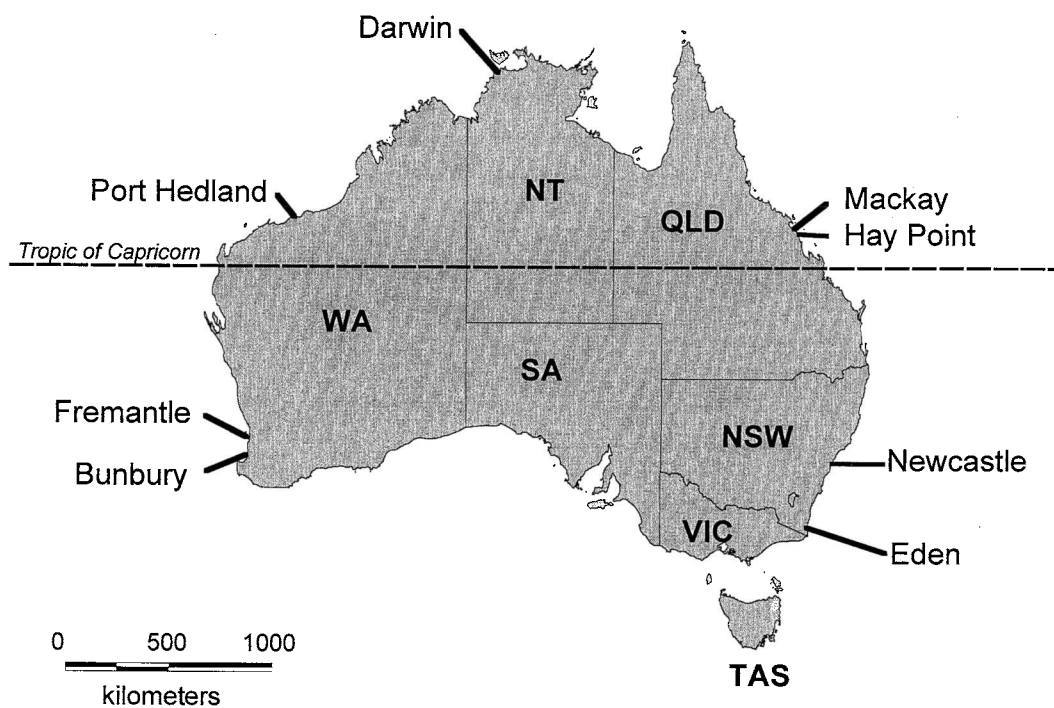 Darwin
Port Hedland
NT
Mackay
QLD
Hay Point
Tropic of Capricorn
WA
SA
Fremantle
NSW
Bunbury
Newcastle
VIC
Eden
0 500 1000
kilometers
TAS